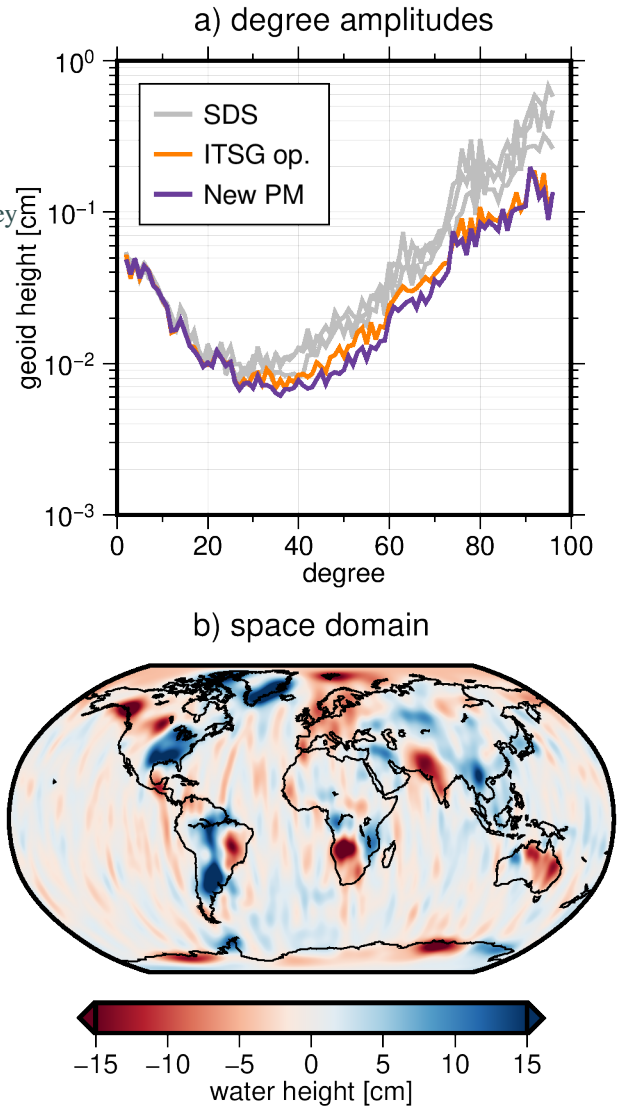 a) degree amplitudes
10⁰
10⁻¹
10⁻²
10⁻³
geoid height [cm]
ey
SDS
ITSG op.
New PM
0 20 40 60 80 100
degree
b) space domain
−15 −10 −5 0 5 10 15
water height [cm]